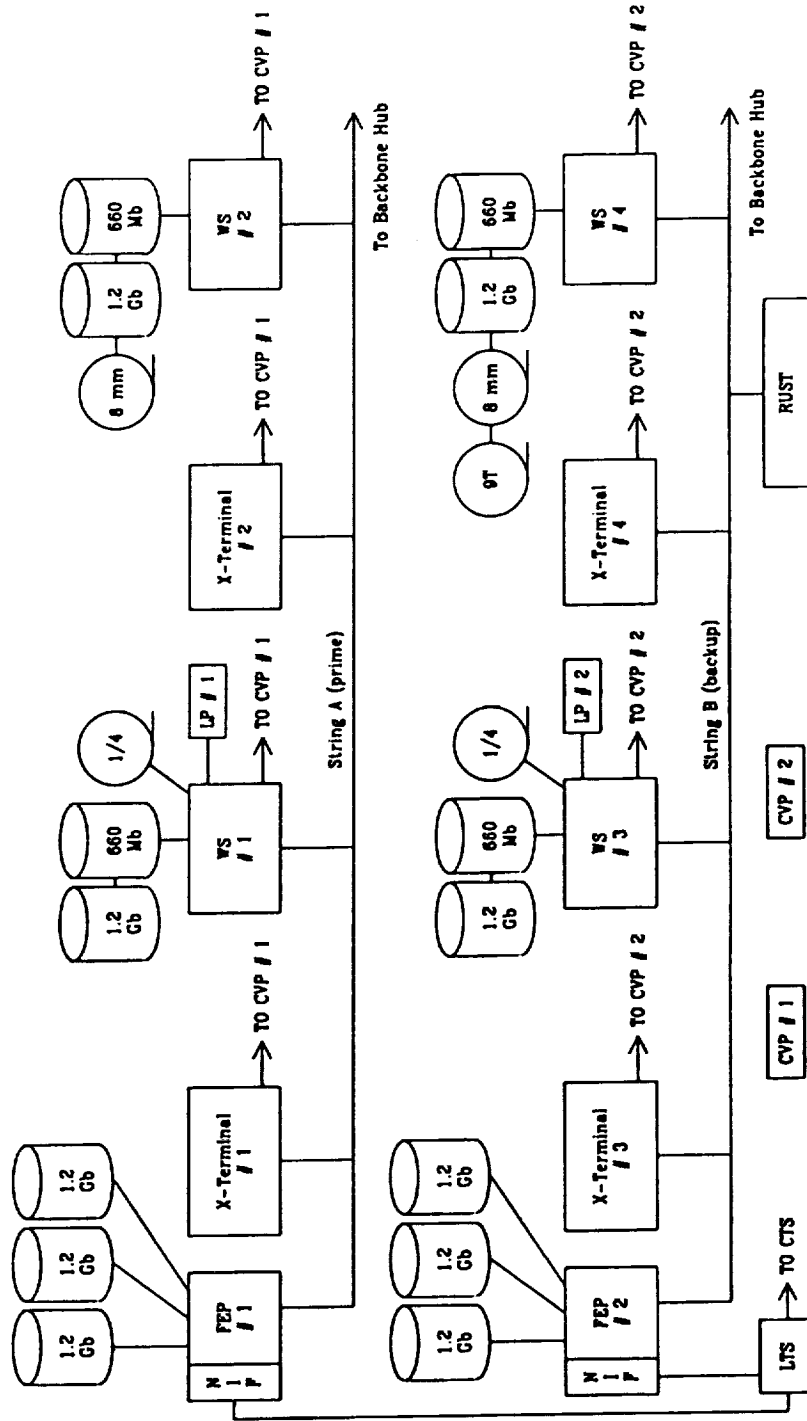 1.2
Gb
1.2
Gb
1.2
Gb
N
I
F
FEP
# 1
X-Terminal
# 1
TO CVP # 1
1.2
Gb
660
Mb
1/4
LP # 1
WS
# 1
TO CVP # 1
String A (prime)
X-Terminal
# 2
TO CVP # 1
8 mm
1.2
Gb
660
Mb
WS
# 2
TO CVP # 1
To Backbone Hub
1.2
Gb
1.2
Gb
1.2
Gb
N
I
F
FEP
# 2
X-Terminal
# 3
TO CVP # 2
1.2
Gb
660
Mb
1/4
LP # 2
WS
# 3
TO CVP # 2
String B (backup)
X-Terminal
# 4
TO CVP # 2
9T
8 mm
1.2
Gb
660
Mb
WS
# 4
TO CVP # 2
To Backbone Hub
LTS
TO CTS
CVP # 1
CVP # 2
RUST